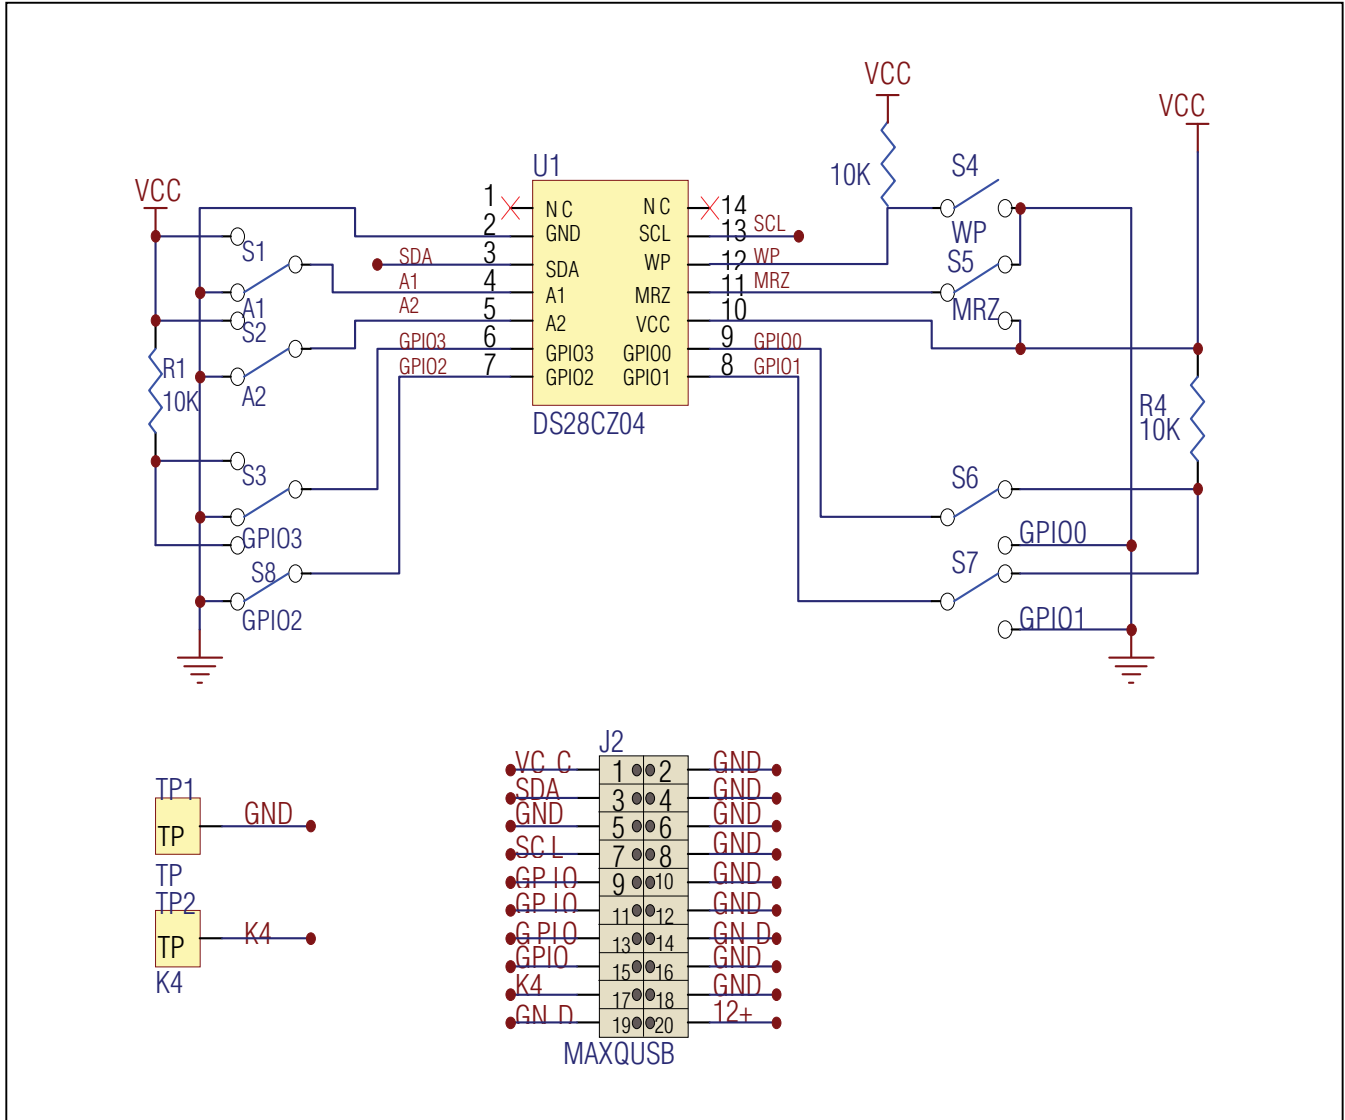 VCC
VCC
10K
S4
WP
S5
MRZ
U1
VCC
1
NC
NC
14
2
GND
SCL
13
SCL
SDA
3
SDA
WP
12
WP
A1
4
A1
MRZ
11
MRZ
A2
5
A2
VCC
10
GPIO3
6
GPIO3
GPIO0
9
GPIO0
GPIO2
7
GPIO2
GPIO1
8
GPIO1
DS28CZ04
S1
A1
S2
R1
10K
A2
S3
GPIO3
S8
GPIO2
R4
10K
S6
GPIO0
S7
GPIO1
TP1
TP
GND
TP
TP2
TP
K4
K4
J2
VC C 1 2 GND
SDA 3 4 GND
GND 5 6 GND
SC L 7 8 GND
GP IO 9 10 GND
GP IO 11 12 GND
G PIO 13 14 GN D
GPIO 15 16 GND
K4 17 18 GND
GN D 19 20 12+
MAXQUSB